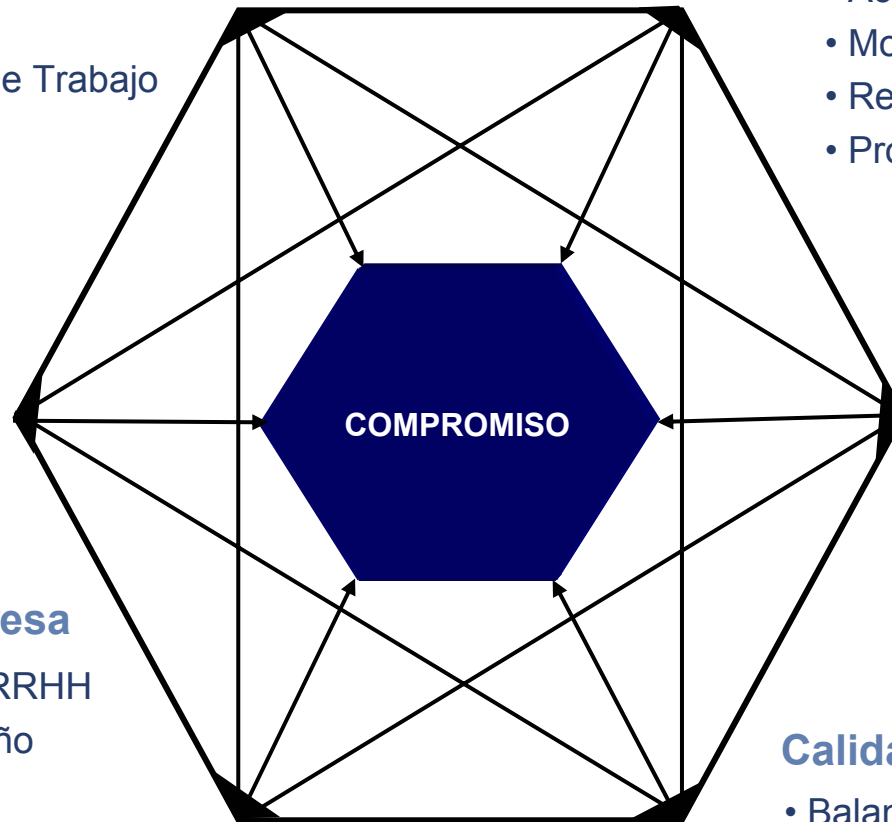 e Trabajo
• Mo
• Re
• Pro
COMPROMISO
esa
RRHH
ño
Calida
• Balan